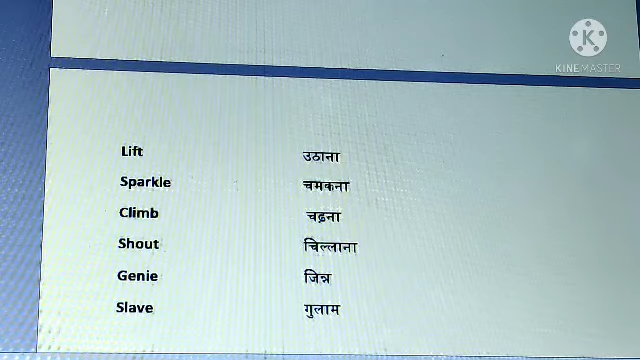 K
KINEMASTER
Lift उठाना
Sparkle चमकना
Climb चढ़ना
Shout चिल्लाना
Genie जिन्न
Slave गुलाम